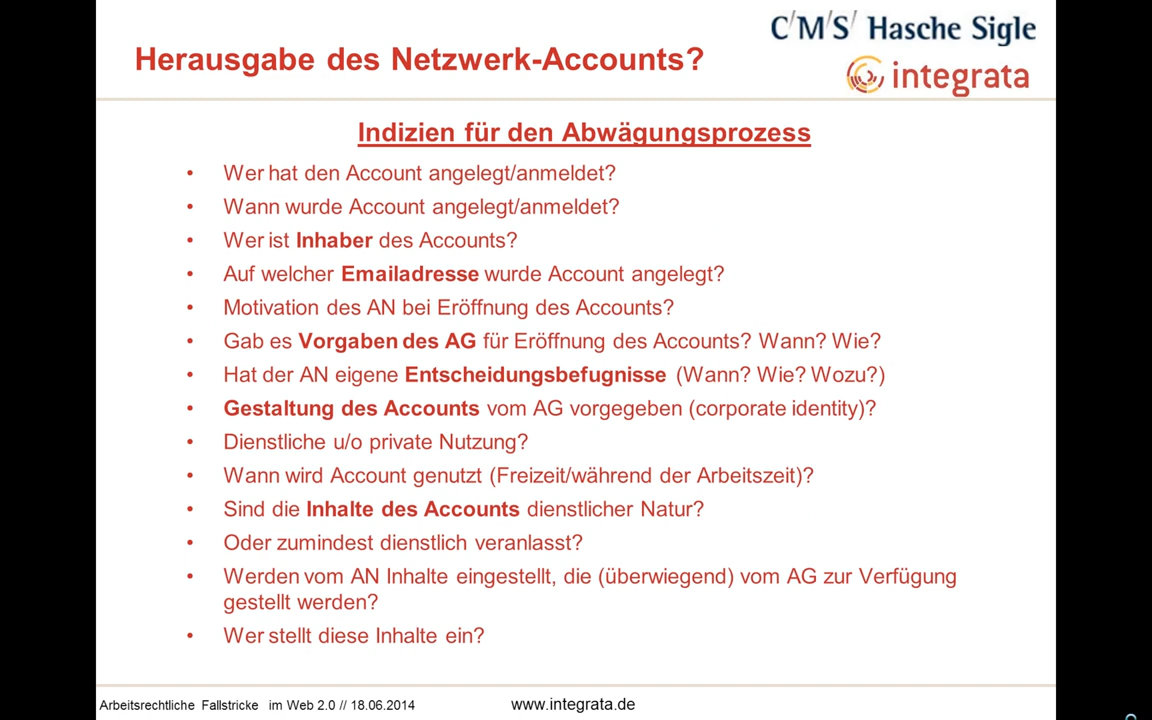 C/M/S/ Hasche Sigle
Herausgabe des Netzwerk-Accounts?
integrata
Indizien für den Abwägungsprozess
• Wer hat den Account angelegt/anmeldet?
• Wann wurde Account angelegt/anmeldet?
• Wer ist Inhaber des Accounts?
• Auf welcher Emailadresse wurde Account angelegt?
• Motivation des AN bei Eröffnung des Accounts?
• Gab es Vorgaben des AG für Eröffnung des Accounts? Wann? Wie?
• Hat der AN eigene Entscheidungsbefugnisse (Wann? Wie? Wozu?)
• Gestaltung des Accounts vom AG vorgegeben (corporate identity)?
• Dienstliche u/o private Nutzung?
• Wann wird Account genutzt (Freizeit/während der Arbeitszeit)?
• Sind die Inhalte des Accounts dienstlicher Natur?
• Oder zumindest dienstlich veranlasst?
• Werden vom AN Inhalte eingestellt, die (überwiegend) vom AG zur Verfügung
gestellt werden?
• Wer stellt diese Inhalte ein?
Arbeitsrechtliche Fallstricke im Web 2.0 // 18.06.2014
www.integrata.de